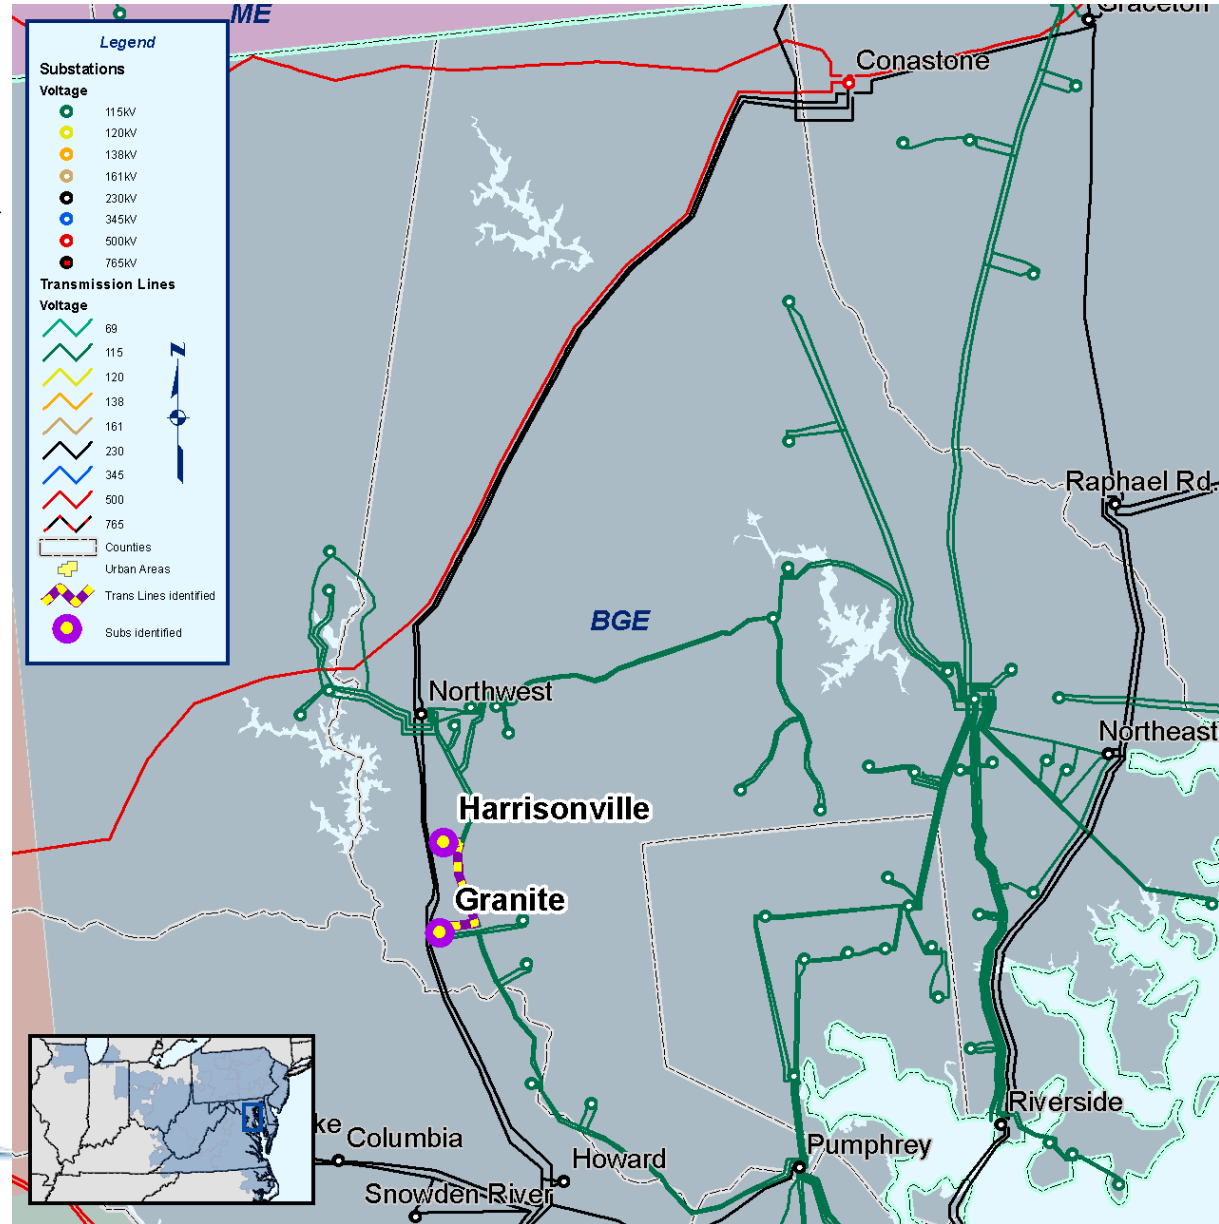 ME
Graceton
Legend
Substations
Voltage
115kV
120kV
138kV
161kV
230kV
345kV
500kV
765kV
Transmission Lines
Voltage
69
115
120
138
161
230
345
500
765
Counties
Urban Areas
Trans Lines identified
Subs identified
Z
Conastone
Raphael Rd.
BGE
Northwest
Northeast
Harrisonville
Granite
Riverside
ke
Columbia
Pumphrey
Howard
Snowden River